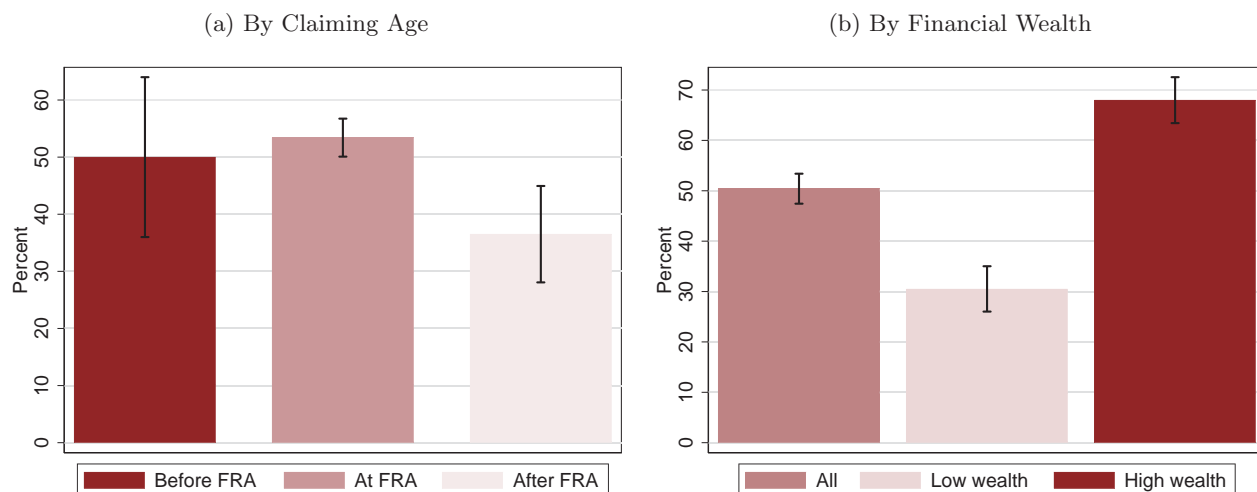 (a) By Claiming Age
Percent
60
50
40
30
20
10
0
Before FRA At FRA After FRA
(b) By Financial Wealth
Percent
70
60
50
40
30
20
10
0
All Low wealth High wealth